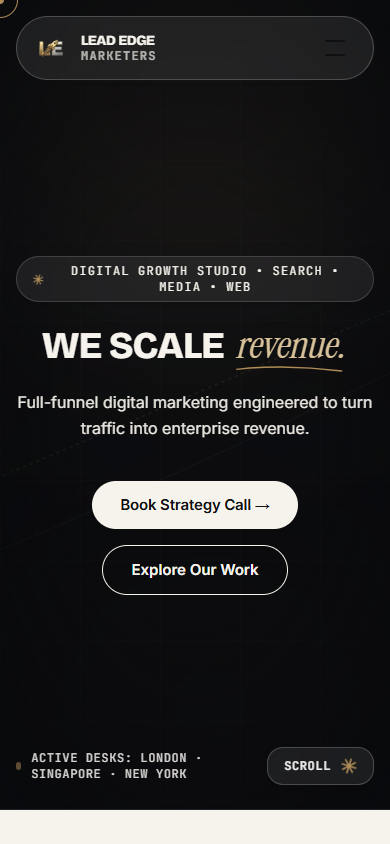 LE
LEAD EDGE
MARKETERS
DIGITAL GROWTH STUDIO • SEARCH •
MEDIA • WEB
WE SCALE revenue.
Full-funnel digital marketing engineered to turn
traffic into enterprise revenue.
Book Strategy Call →
Explore Our Work
ACTIVE DESKS: LONDON ·
SINGAPORE · NEW YORK
SCROLL